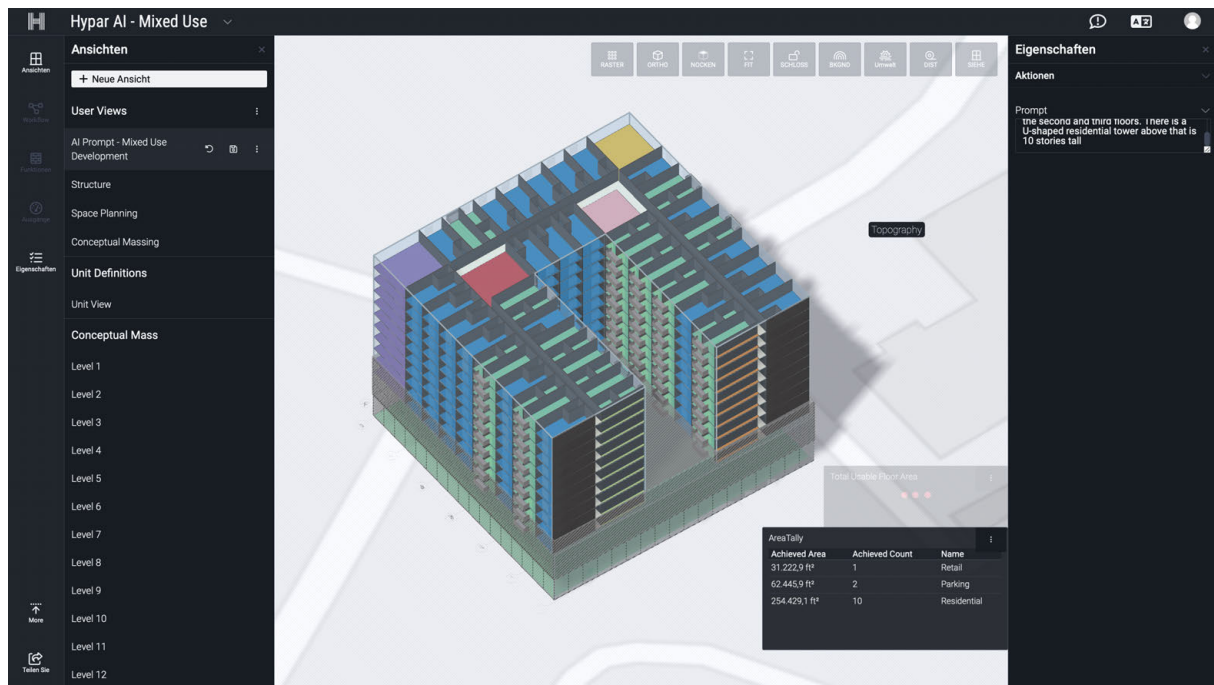 Hypar AI - Mixed Use
Ansichten
Workflow
Funktionen
Ausgänge
Eigenschaften
More
Teilen Sie
Ansichten
+ Neue Ansicht
User Views
AI Prompt - Mixed Use
Development
Structure
Space Planning
Conceptual Massing
Unit Definitions
Unit View
Conceptual Mass
Level 1
Level 2
Level 3
Level 4
Level 5
Level 6
Level 7
Level 8
Level 9
Level 10
Level 11
Level 12
RASTER
ORTHO
NOCKEN
FIT
SCHLOSS
BKGND
Umwelt
DIST
SIEHE
Topography
Total Usable Floor Area
AreaTally
Achieved Area Achieved Count Name
31.222,9 ft² 1 Retail
62.445,9 ft² 2 Parking
254.429,1 ft² 10 Residential
Eigenschaften
Aktionen
Prompt
the second and third floors. There is a
U-shaped residential tower above that is
10 stories tall